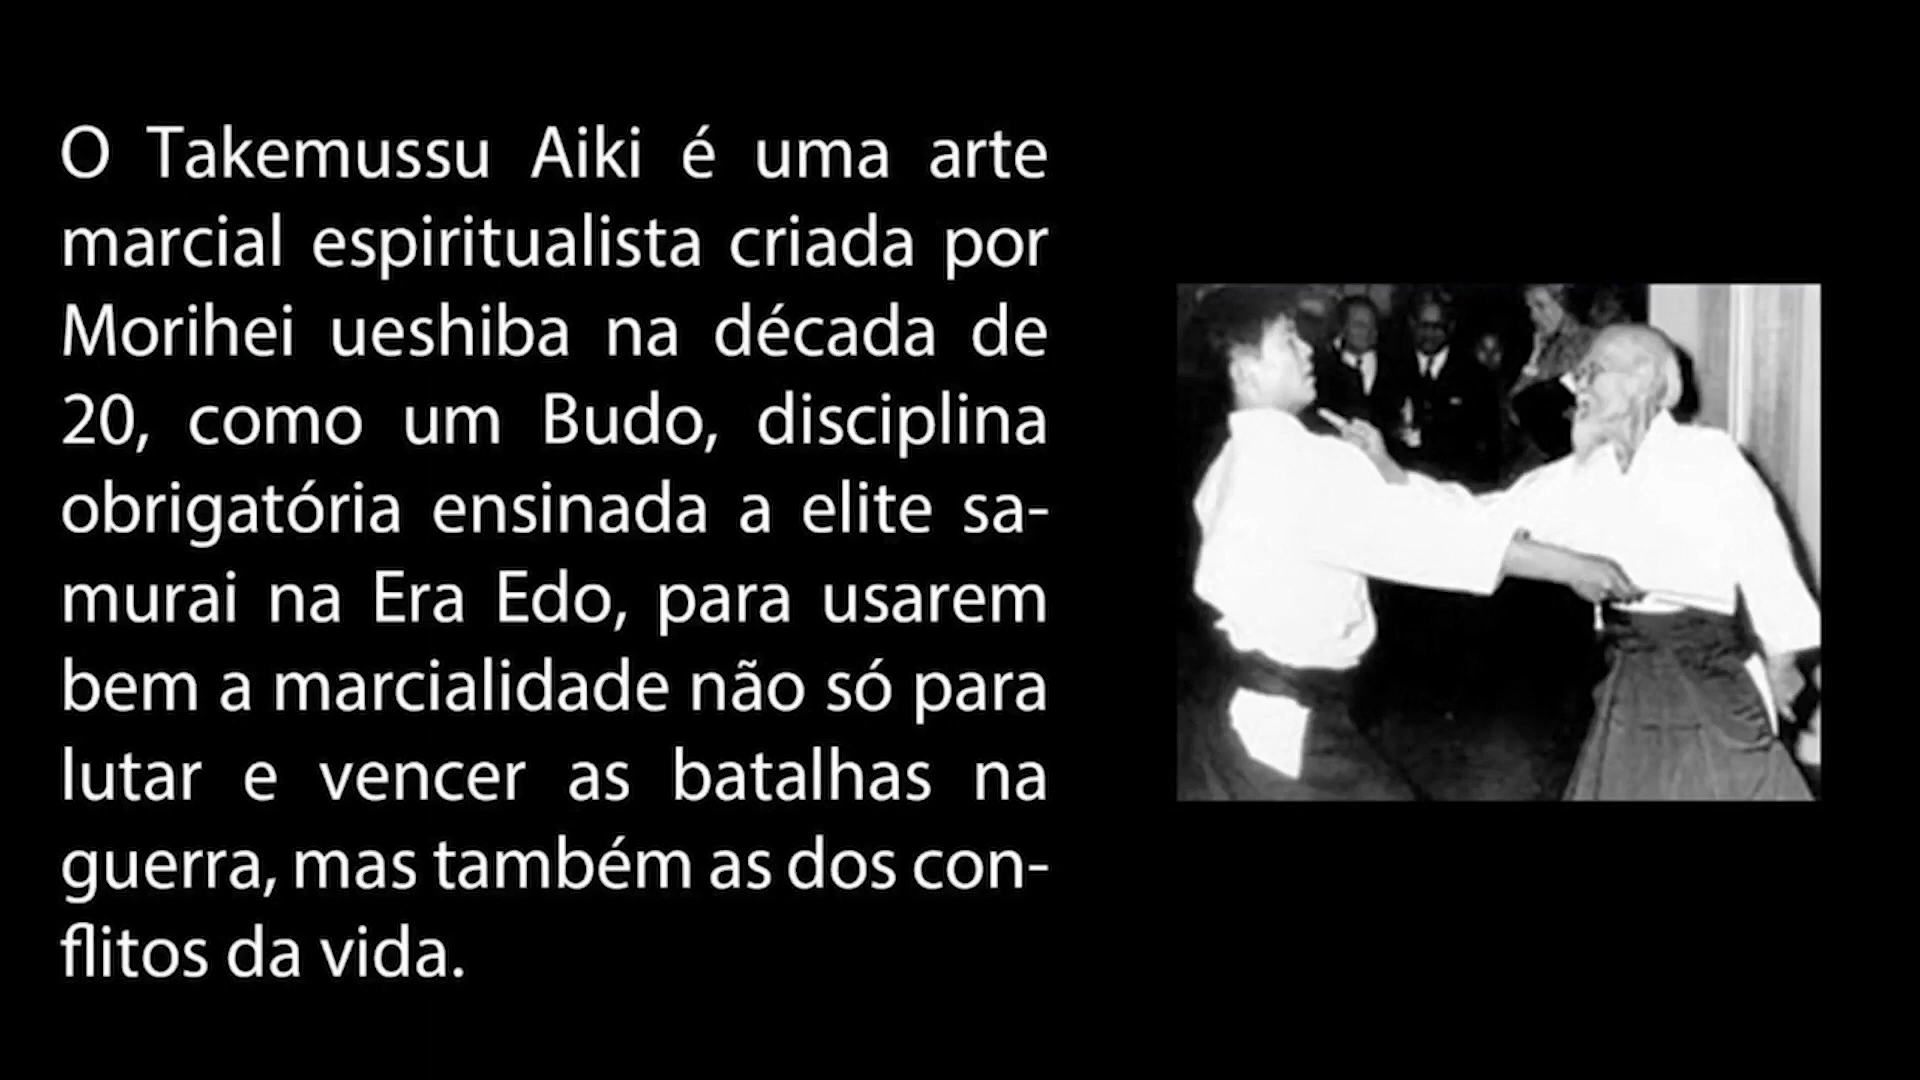 O Takemussu Aiki é uma arte
marcial espiritualista criada por
Morihei ueshiba na década de
20, como um Budo, disciplina
obrigatória ensinada a elite sa-
murai na Era Edo, para usarem
bem a marcialidade não só para
lutar e vencer as batalhas na
guerra, mas também as dos con-
flitos da vida.